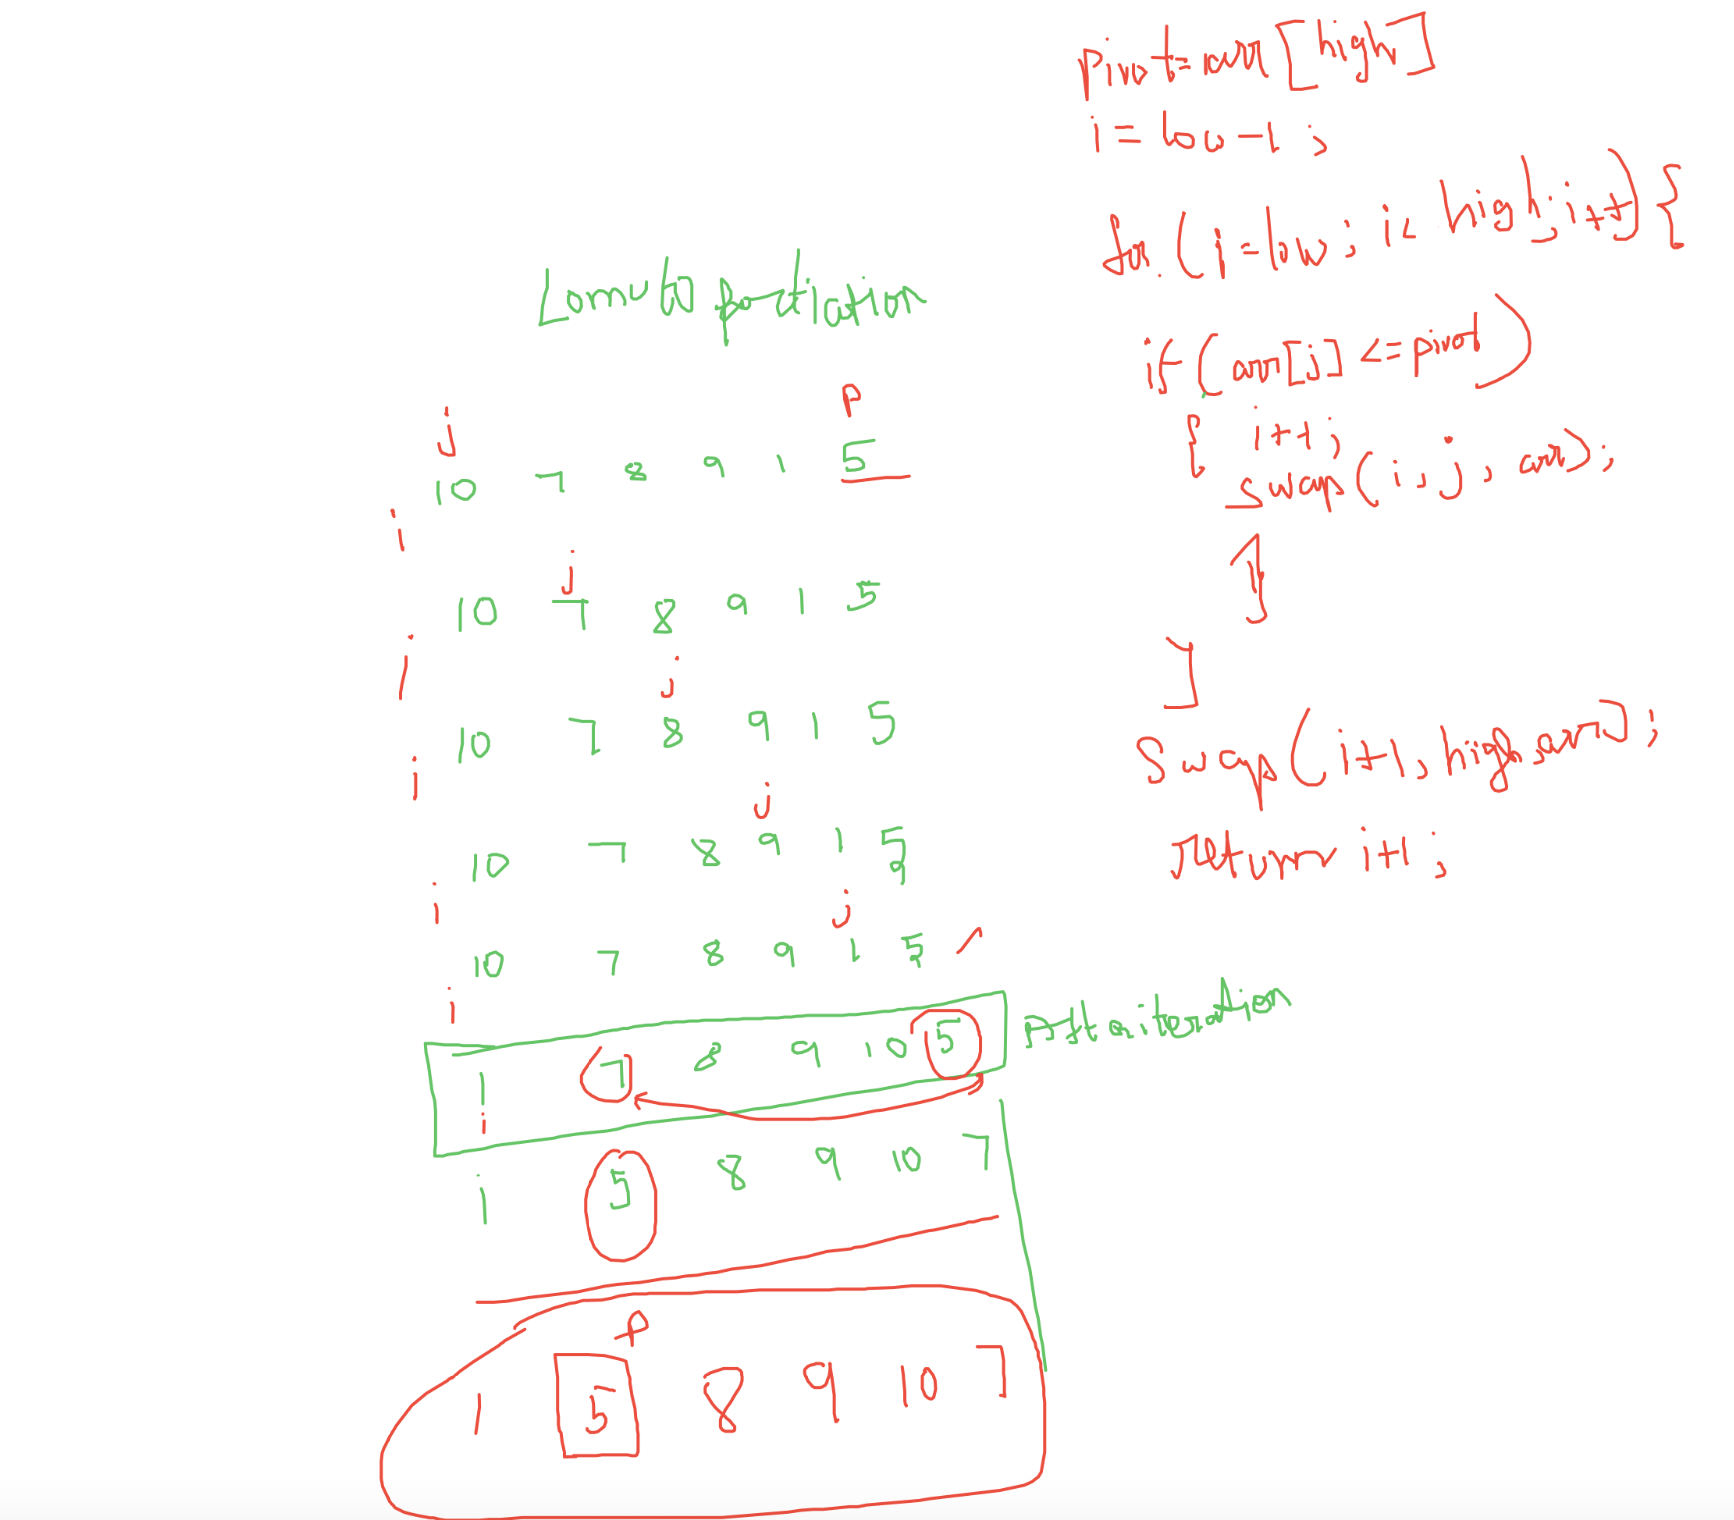 pivot=arr[high]
i=low-1;
for(j=low;i< high;i++){
if(arr[j]<=pivot)
{ i++;
swap(i,j,arr);
}
}
swap(i+1,high,arr);
return i+1;
Lomuto partiation
j p
10 7 8 9 1 5
i
j
10 7 8 9 1 5
i
j
10 7 8 9 1 5
i
j
10 7 8 9 1 5
i
j
10 7 8 9 1 5
i
1 7 8 9 10 5 iteration
i
1 5 8 9 10 7
p
1 5 8 9 10 7